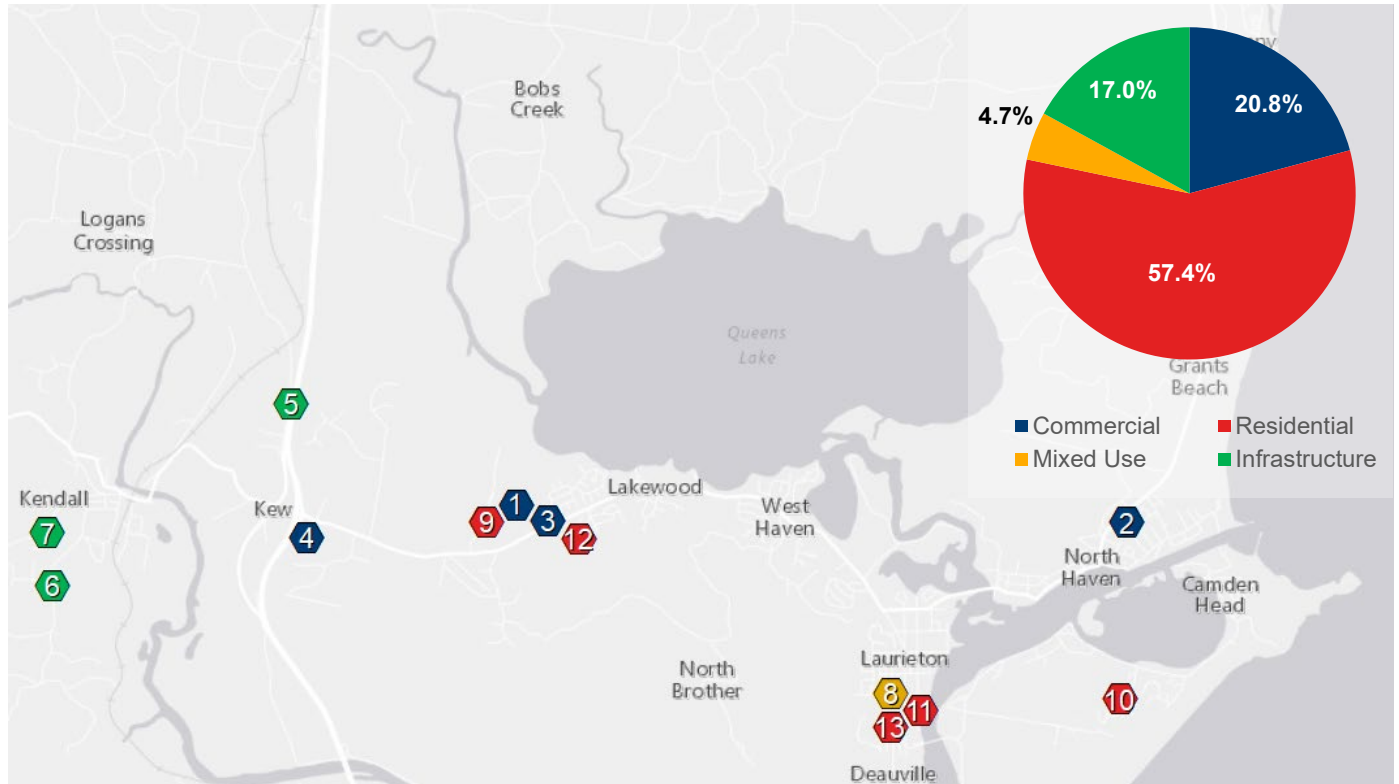 Bobs
Creek
17.0%
20.8%
4.7%
Logans
Crossing
57.4%
Queens
Lake
Grants
Beach
Commercial
Residential
Mixed Use
Infrastructure
5
Kendall
7
6
Kew
4
9
1
3
12
Lakewood
West
Haven
2
North
Haven
Camden
Head
Laurieton
North
Brother
8
11
13
10
Deauville